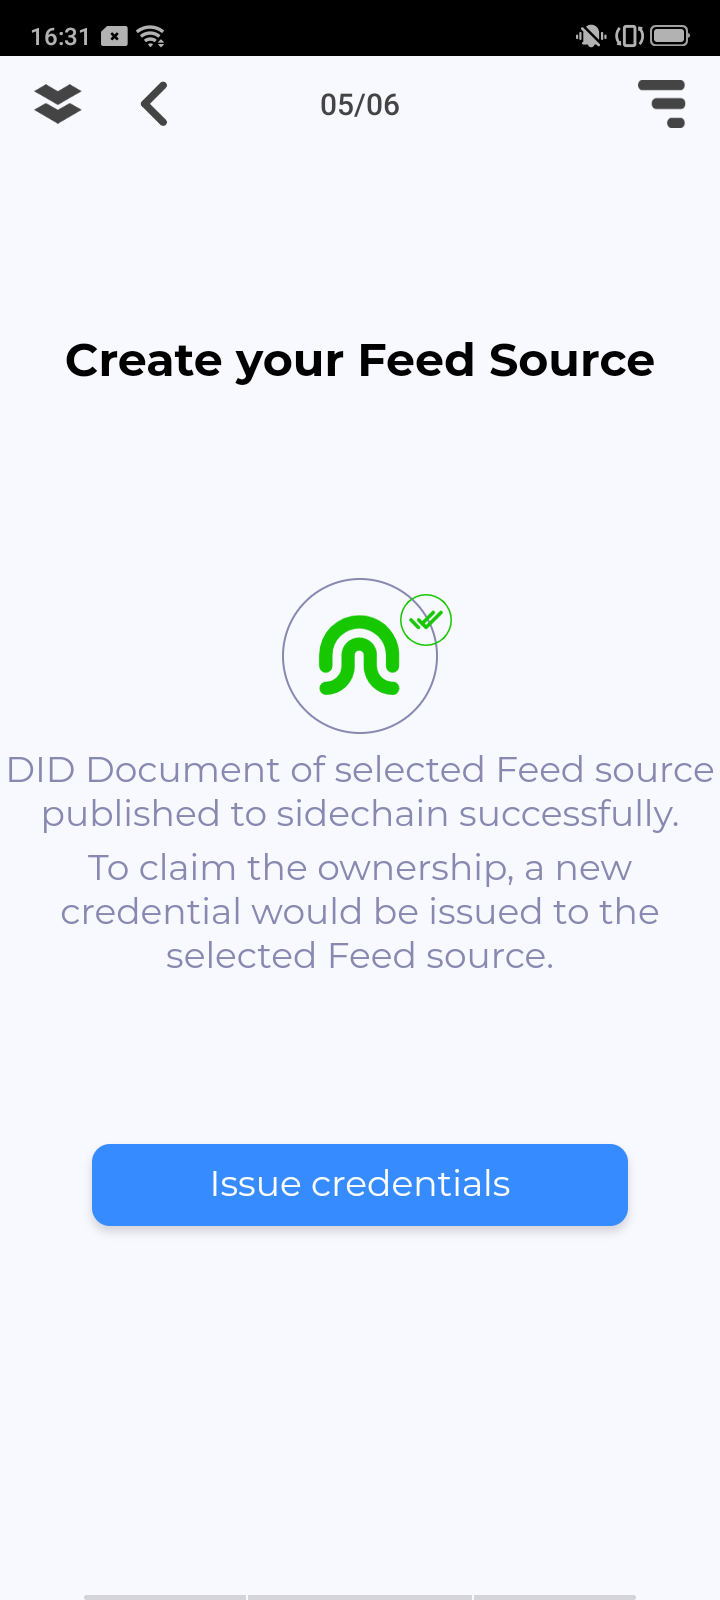 16:31
05/06
Create your Feed Source
DID Document of selected Feed source
published to sidechain successfully.
To claim the ownership, a new
credential would be issued to the
selected Feed source.
Issue credentials